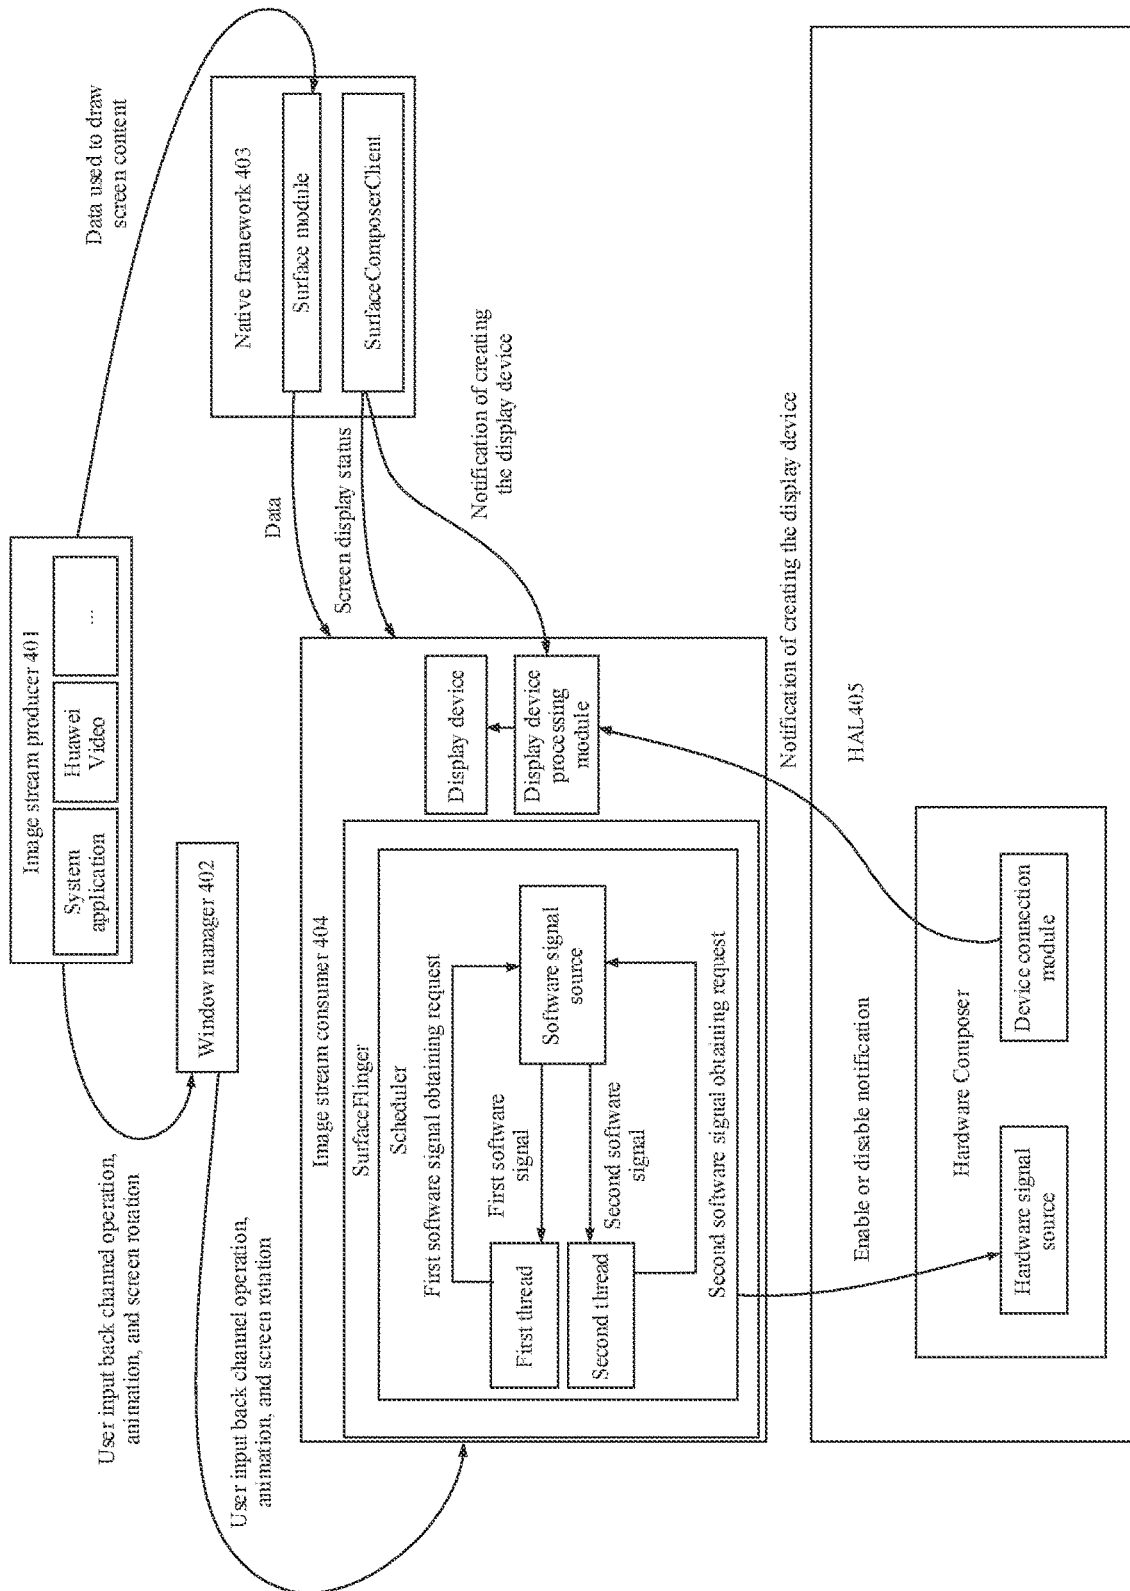 Image stream producer 401
System
application
Huawei
Video
...
Data used to draw
screen content
User input back channel operation,
animation, and screen rotation
Window manager 402
Native framework 403
Surface module
SurfaceComposerClient
User input back channel operation,
animation, and screen rotation
Data
Screen display status
Notification of creating
the display device
Image stream consumer 404
SurfaceFlinger
Scheduler
First software signal obtaining request
First thread
First software
signal
Software signal
source
Second thread
Second software
signal
Second software signal obtaining request
Display device
Display device
processing
module
Enable or disable notification
Notification of creating the display device
HAL405
Hardware Composer
Hardware signal
source
Device connection
module